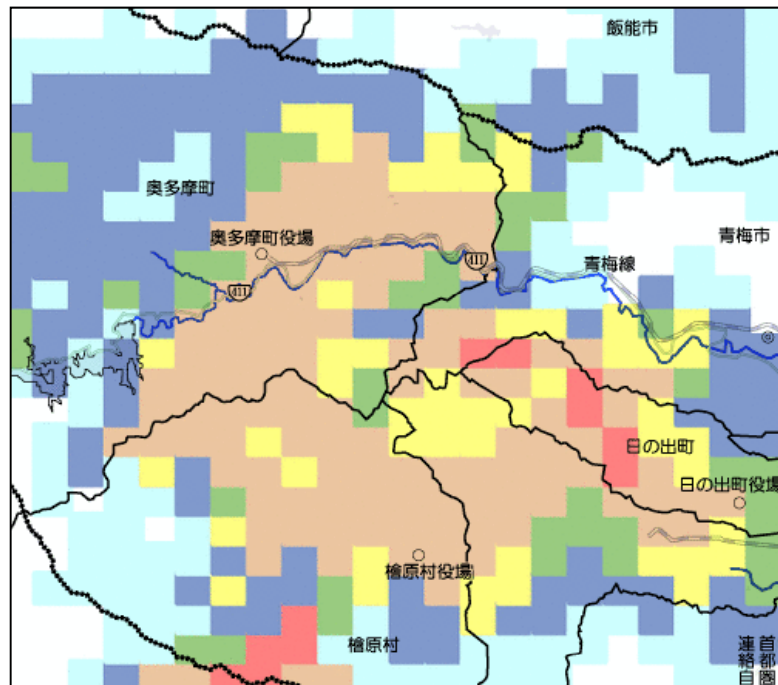 飯能市
奥多摩町
青梅市
奥多摩町役場
411
青梅線
411
日の出町
日の出町役場
檜原村役場
檜原村
首都圏
連絡自